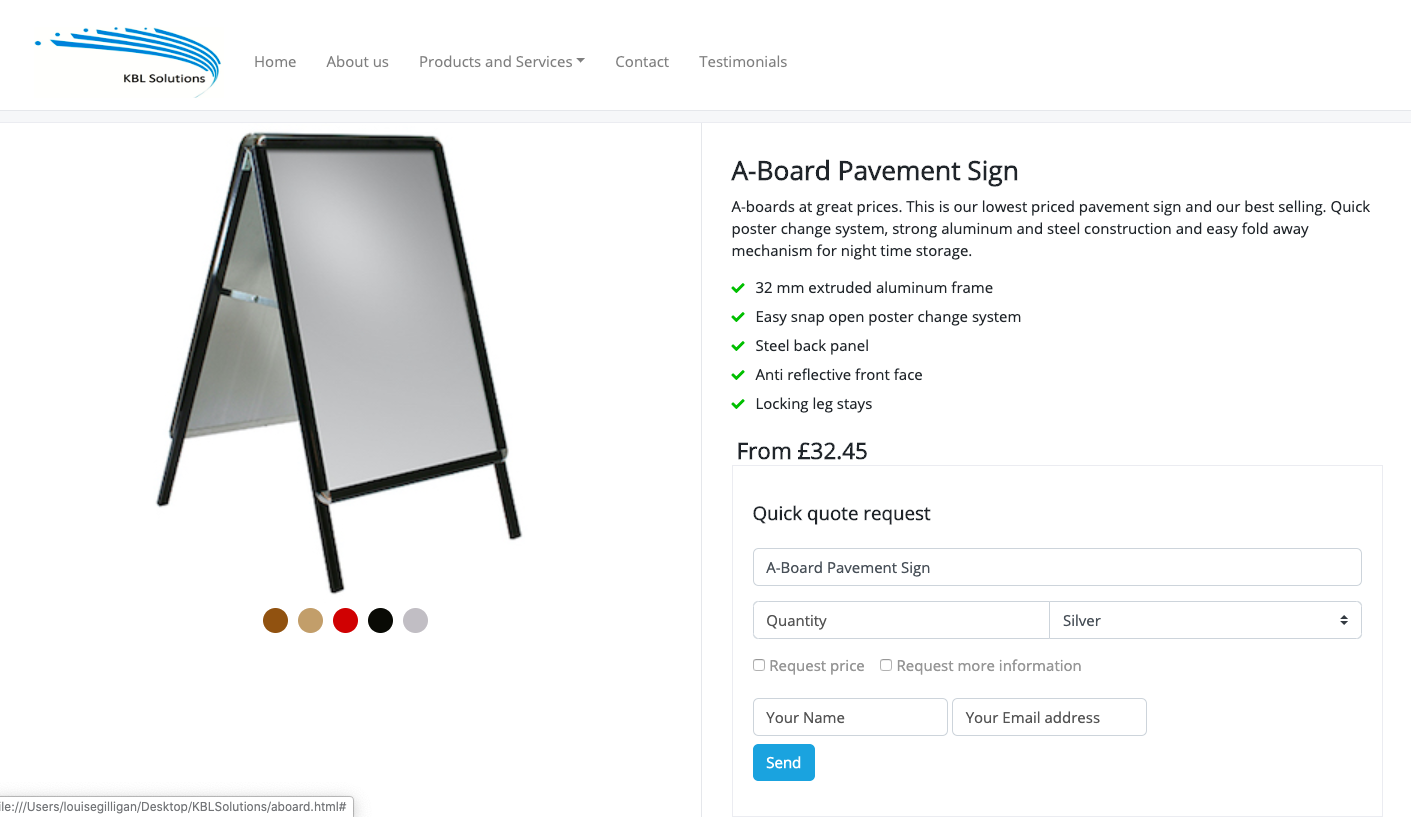 KBL Solutions
Home About us Products and Services Contact Testimonials
A-Board Pavement Sign
A-boards at great prices. This is our lowest priced pavement sign and our best selling. Quick
poster change system, strong aluminum and steel construction and easy fold away
mechanism for night time storage.
32 mm extruded aluminum frame
Easy snap open poster change system
Steel back panel
Anti reflective front face
Locking leg stays
From £32.45
Quick quote request
A-Board Pavement Sign
Quantity Silver
Request price Request more information
Your Name Your Email address
Send
ile:///Users/louisegilligan/Desktop/KBLSolutions/aboard.html#